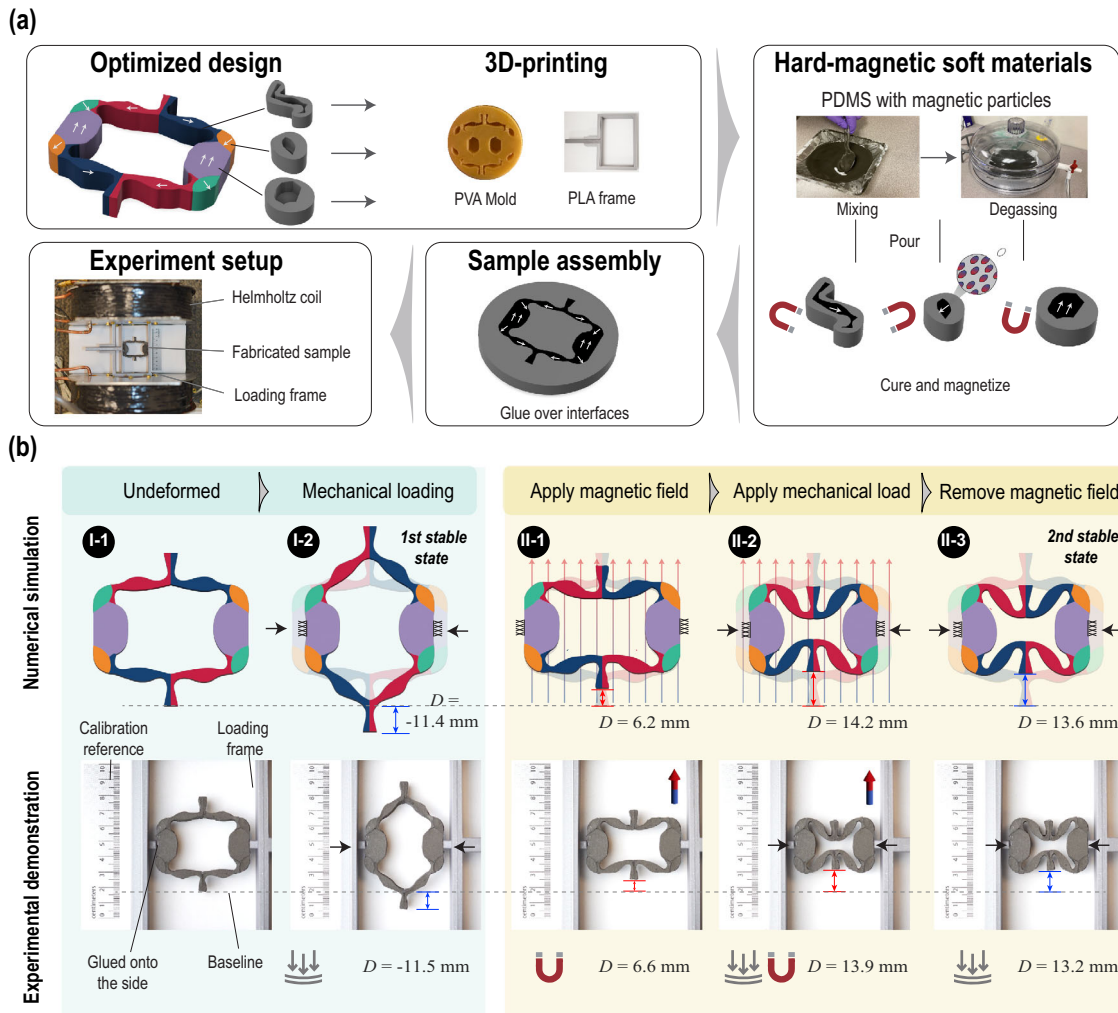 (a)
Optimized design
3D-printing
PVA Mold
PLA frame
Hard-magnetic soft materials
PDMS with magnetic particles
Mixing
Degassing
Pour
Cure and magnetize
Experiment setup
Helmholtz coil
Fabricated sample
Loading frame
Sample assembly
Glue over interfaces
(b)
Undeformed
Mechanical loading
Apply magnetic field
Apply mechanical load
Remove magnetic field
Numerical simulation
I-1
I-2
1st stable
state
II-1
II-2
II-3
2nd stable
state
D =
-11.4 mm
D = 6.2 mm
D = 14.2 mm
D = 13.6 mm
Experimental demonstration
Calibration
reference
Loading
frame
Glued onto
the side
Baseline
D = -11.5 mm
D = 6.6 mm
D = 13.9 mm
D = 13.2 mm